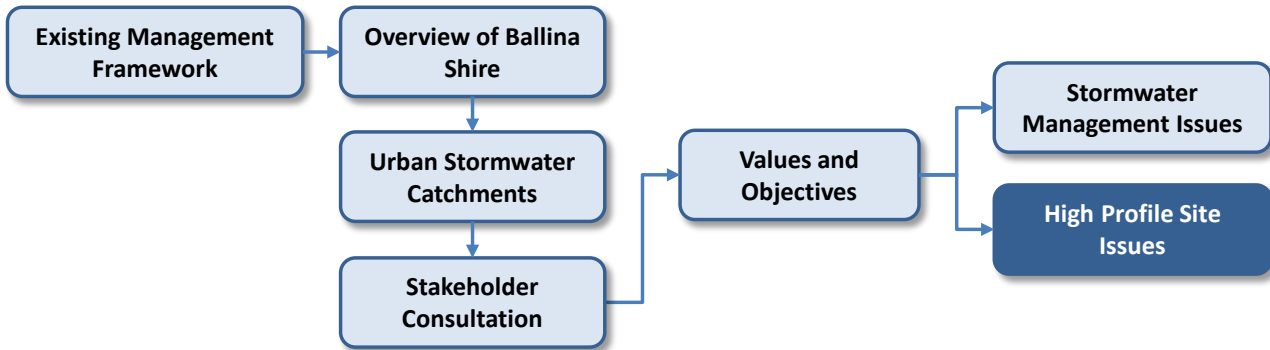 Existing Management
Framework
Overview of Ballina
Shire
Urban Stormwater
Catchments
Stakeholder
Consultation
Values and
Objectives
Stormwater
Management Issues
High Profile Site
Issues